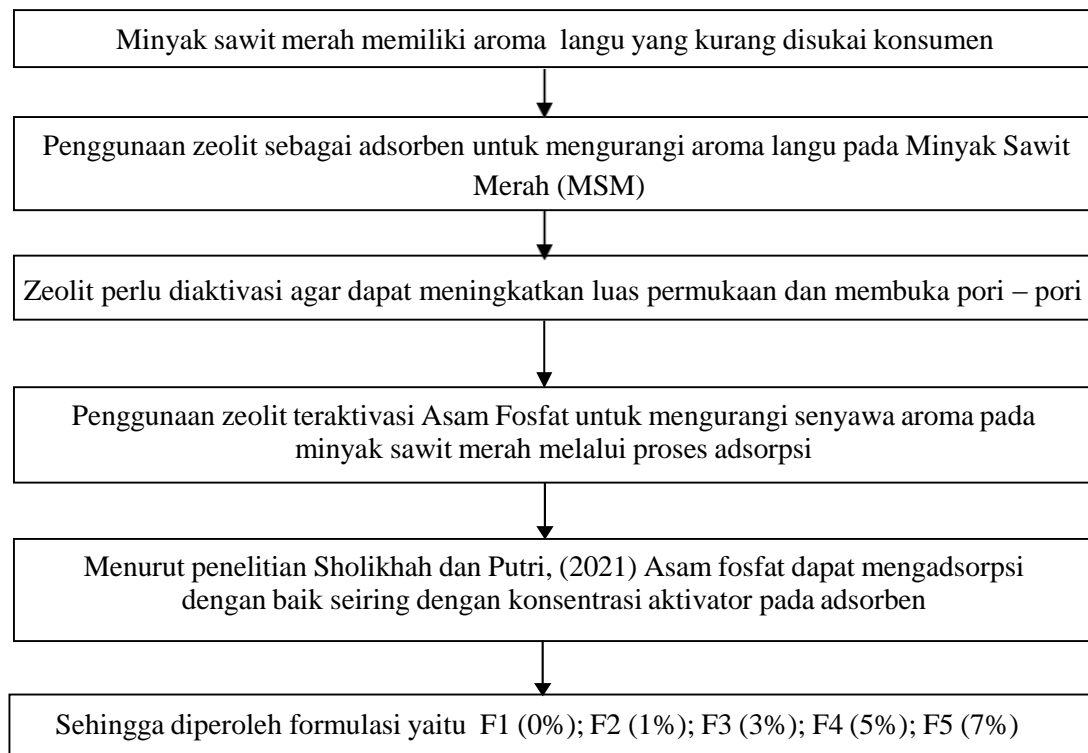 Minyak sawit merah memiliki aroma langu yang kurang disukai konsumen
Penggunaan zeolit sebagai adsorben untuk mengurangi aroma langu pada Minyak Sawit
Merah (MSM)
Zeolit perlu diaktivasi agar dapat meningkatkan luas permukaan dan membuka pori – pori
Penggunaan zeolit teraktivasi Asam Fosfat untuk mengurangi senyawa aroma pada
minyak sawit merah melalui proses adsorpsi
Menurut penelitian Sholikhah dan Putri, (2021) Asam fosfat dapat mengadsorpsi
dengan baik seiring dengan konsentrasi aktivator pada adsorben
Sehingga diperoleh formulasi yaitu F1 (0%); F2 (1%); F3 (3%); F4 (5%); F5 (7%)